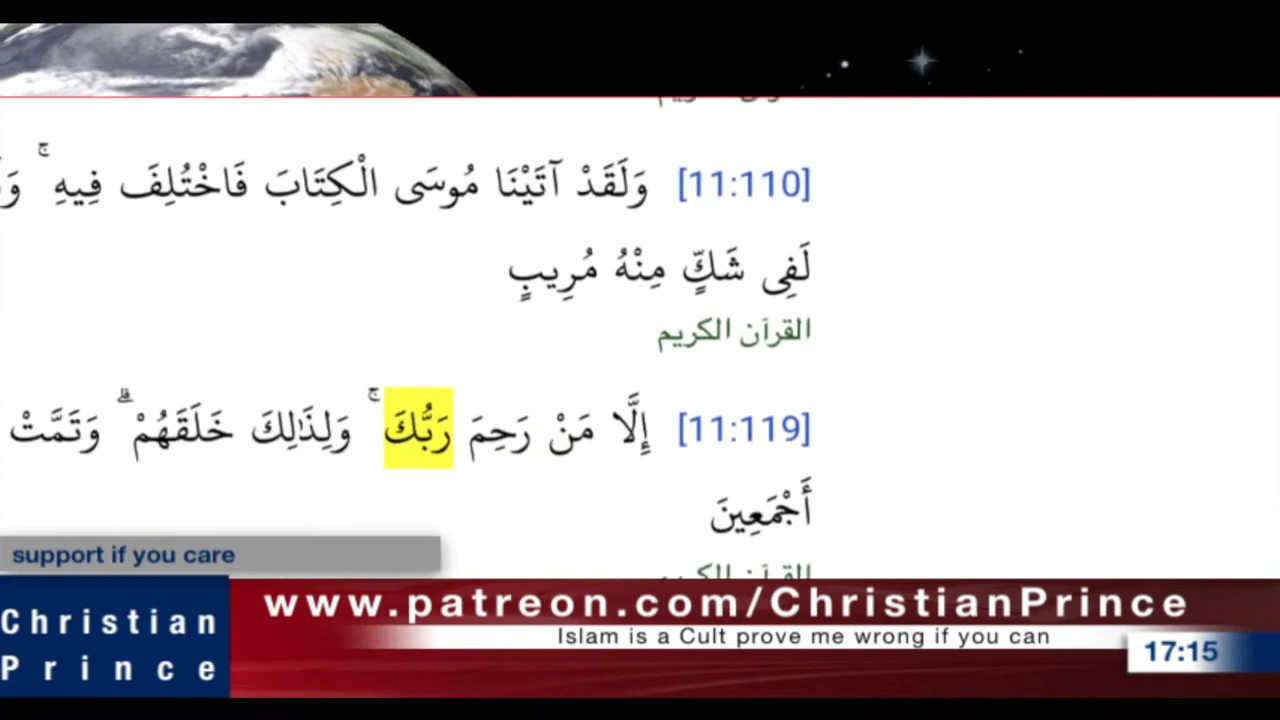 [11:110] وَلَقَدْ آتَيْنَا مُوسَى الْكِتَابَ فَاخْتُلِفَ فِيهِ ۚ
لَفِي شَكٍّ مِنْهُ مُرِيبٍ
القرآن الكريم
[11:119] إِلَّا مَنْ رَحِمَ رَبُّكَ ۚ وَلِذَٰلِكَ خَلَقَهُمْ ۗ وَتَمَّتْ
أَجْمَعِينَ
support if you care
Christian
Prince
www.patreon.com/ChristianPrince
Islam is a Cult prove me wrong if you can
17:15